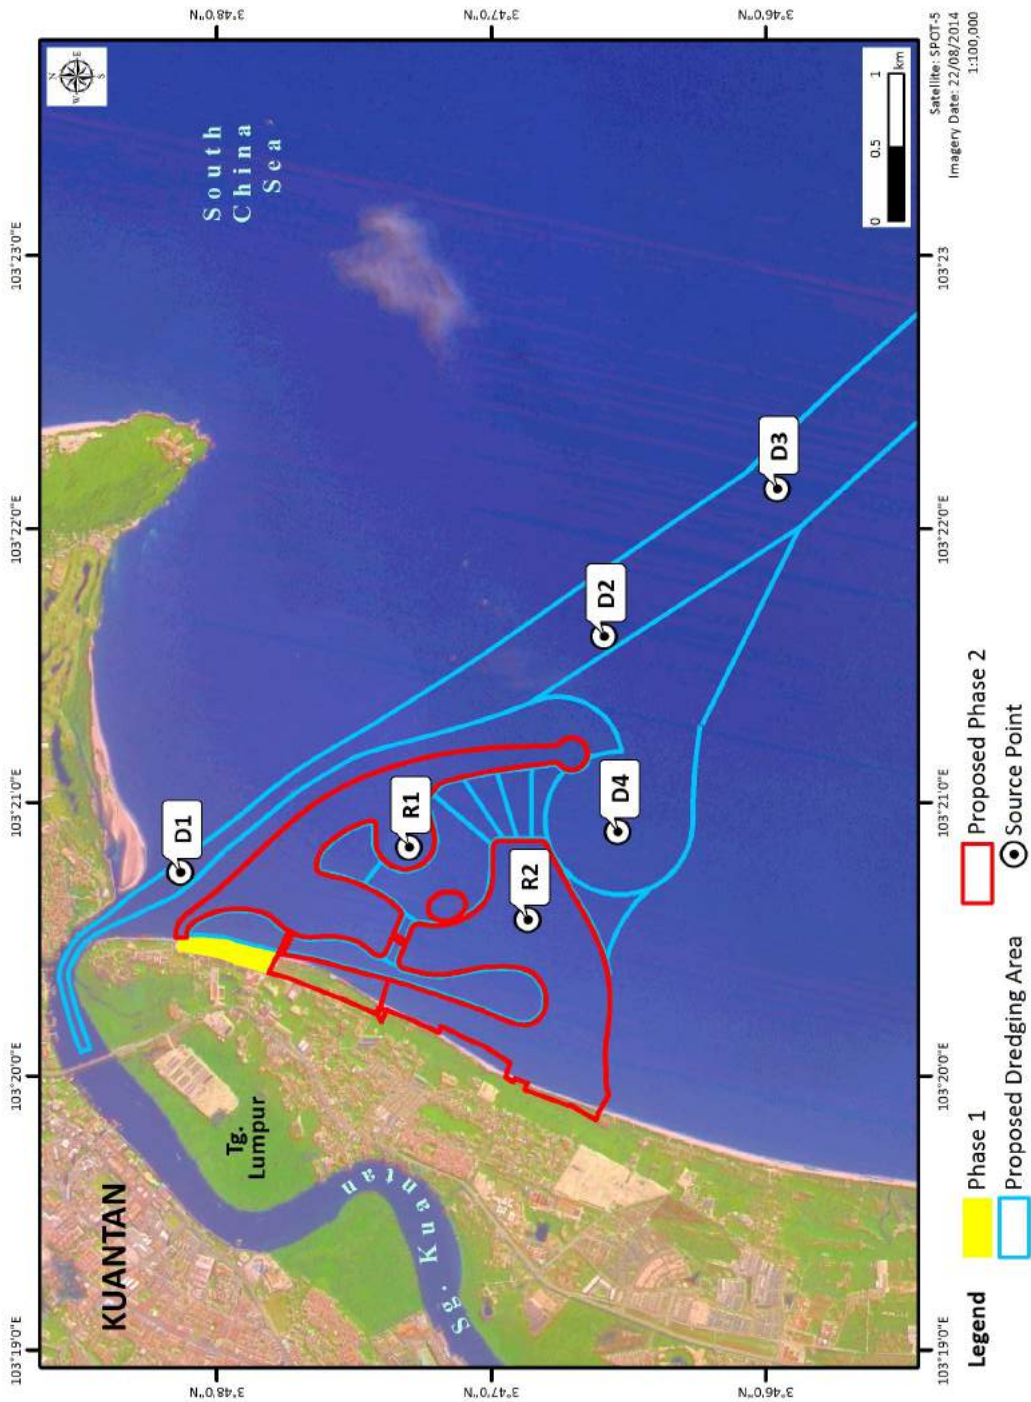 3°48'0"N
3°47'0"N
3°46'0"N
103°23'0"E
103°22'0"E
103°21'0"E
103°20'0"E
103°19'0"E
N
E
S
W
South
China
Sea
KUANTAN
Tg.
Lumpur
Sg. Kuantan
D1
R1
R2
D4
D2
D3
0
0.5
1
km
103°23
103°22'0"E
103°21'0"E
103°20'0"E
103°19'0"E
3°48'0"N
3°47'0"N
3°46'0"N
Satellite: SPOT-5
Imagery Date: 22/08/2014
1:100,000
Legend
Phase 1
Proposed Phase 2
Proposed Dredging Area
Source Point